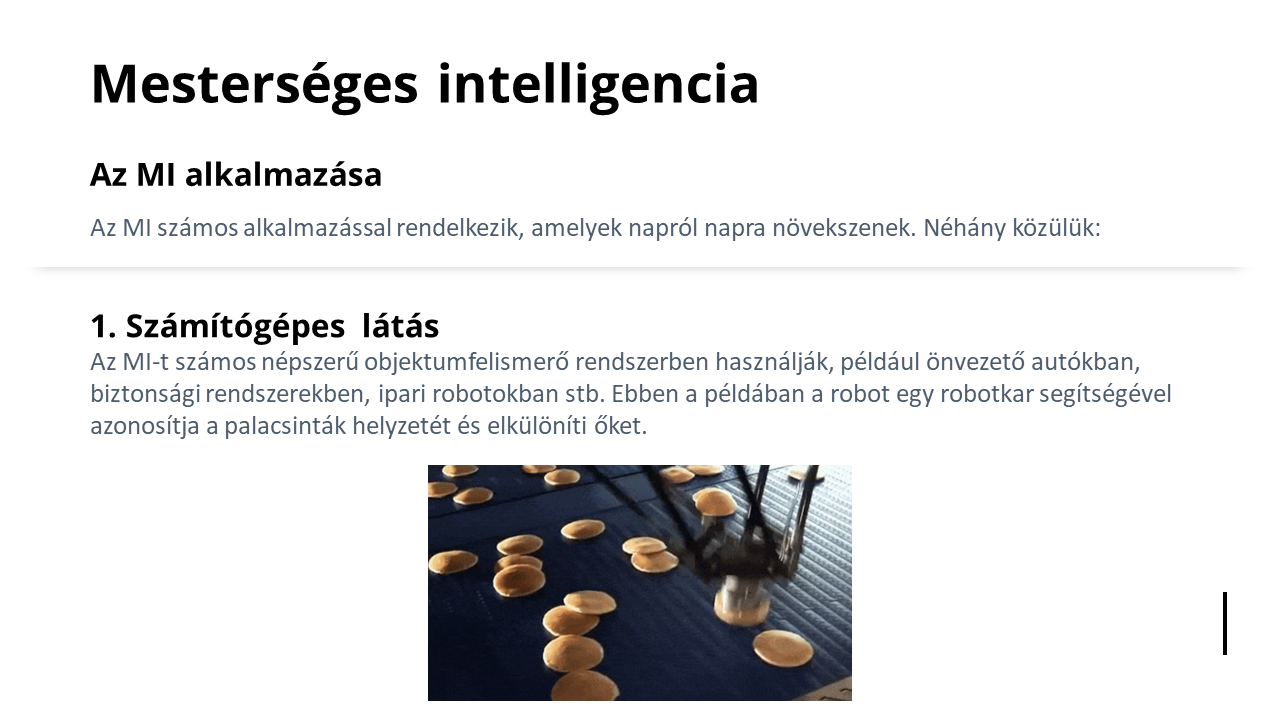 Mesterséges intelligencia
Az MI alkalmazása
Az MI számos alkalmazással rendelkezik, amelyek napról napra növekszenek. Néhány közülük:
1. Számítógépes látás
Az MI-t számos népszerű objektumfelismerő rendszerben használják, például önvezető autókban,
biztonsági rendszerekben, ipari robotokban stb. Ebben a példában a robot egy robotkar segítségével
azonosítja a palacsinták helyzetét és elkülöníti őket.